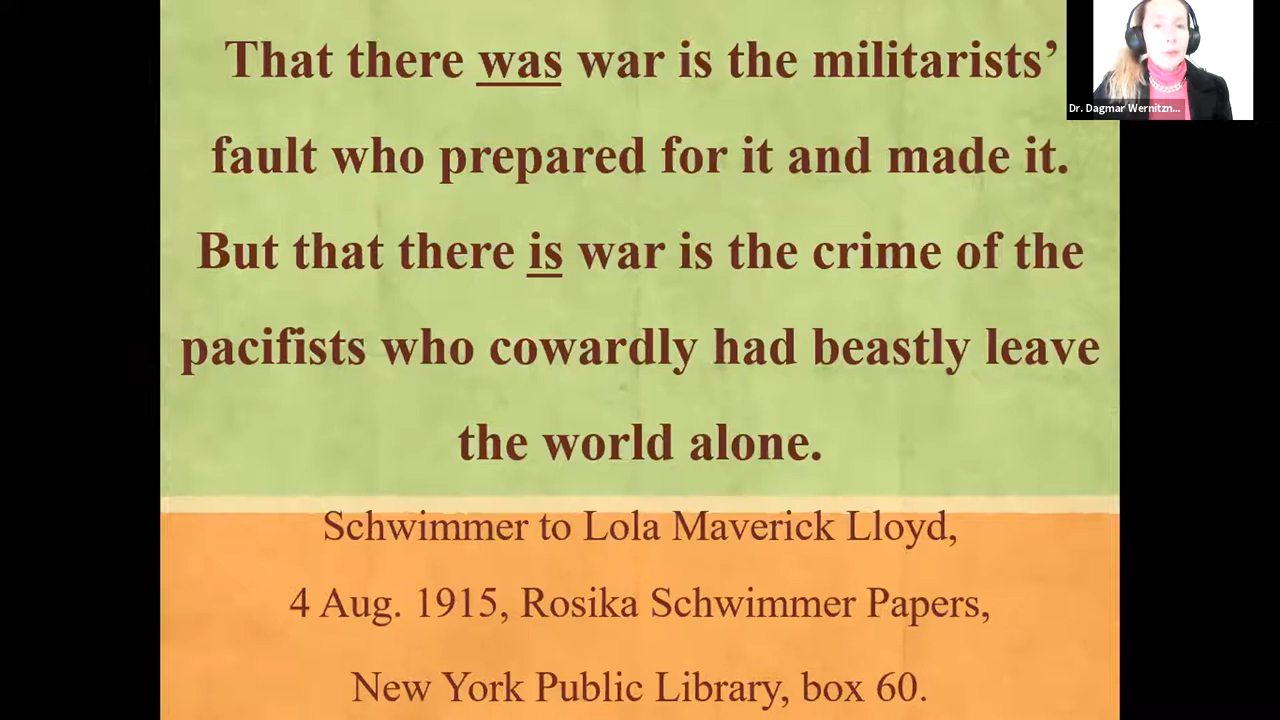 That there was war is the militarists’
fault who prepared for it and made it.
But that there is war is the crime of the
pacifists who cowardly had beastly leave
the world alone.
Schwimmer to Lola Maverick Lloyd,
4 Aug. 1915, Rosika Schwimmer Papers,
New York Public Library, box 60.
Dr. Dagmar Wernitzn...